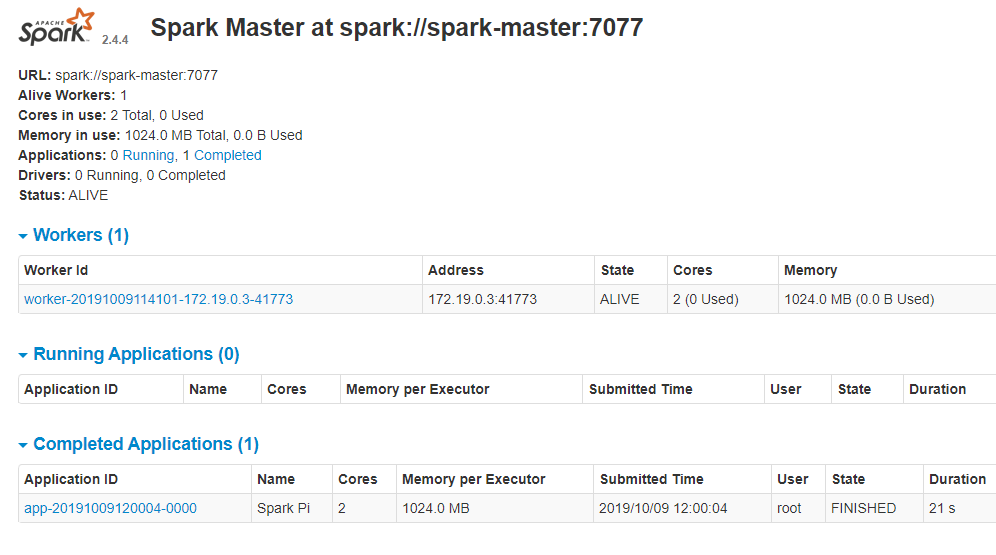 APACHE
Spark 2.4.4 Spark Master at spark://spark-master:7077
URL: spark://spark-master:7077
Alive Workers: 1
Cores in use: 2 Total, 0 Used
Memory in use: 1024.0 MB Total, 0.0 B Used
Applications: 0 Running, 1 Completed
Drivers: 0 Running, 0 Completed
Status: ALIVE
Workers (1)
Worker Id Address State Cores Memory
worker-20191009114101-172.19.0.3-41773 172.19.0.3:41773 ALIVE 2 (0 Used) 1024.0 MB (0.0 B Used)
Running Applications (0)
Application ID Name Cores Memory per Executor Submitted Time User State Duration
Completed Applications (1)
Application ID Name Cores Memory per Executor Submitted Time User State Duration
app-20191009120004-0000 Spark Pi 2 1024.0 MB 2019/10/09 12:00:04 root FINISHED 21 s